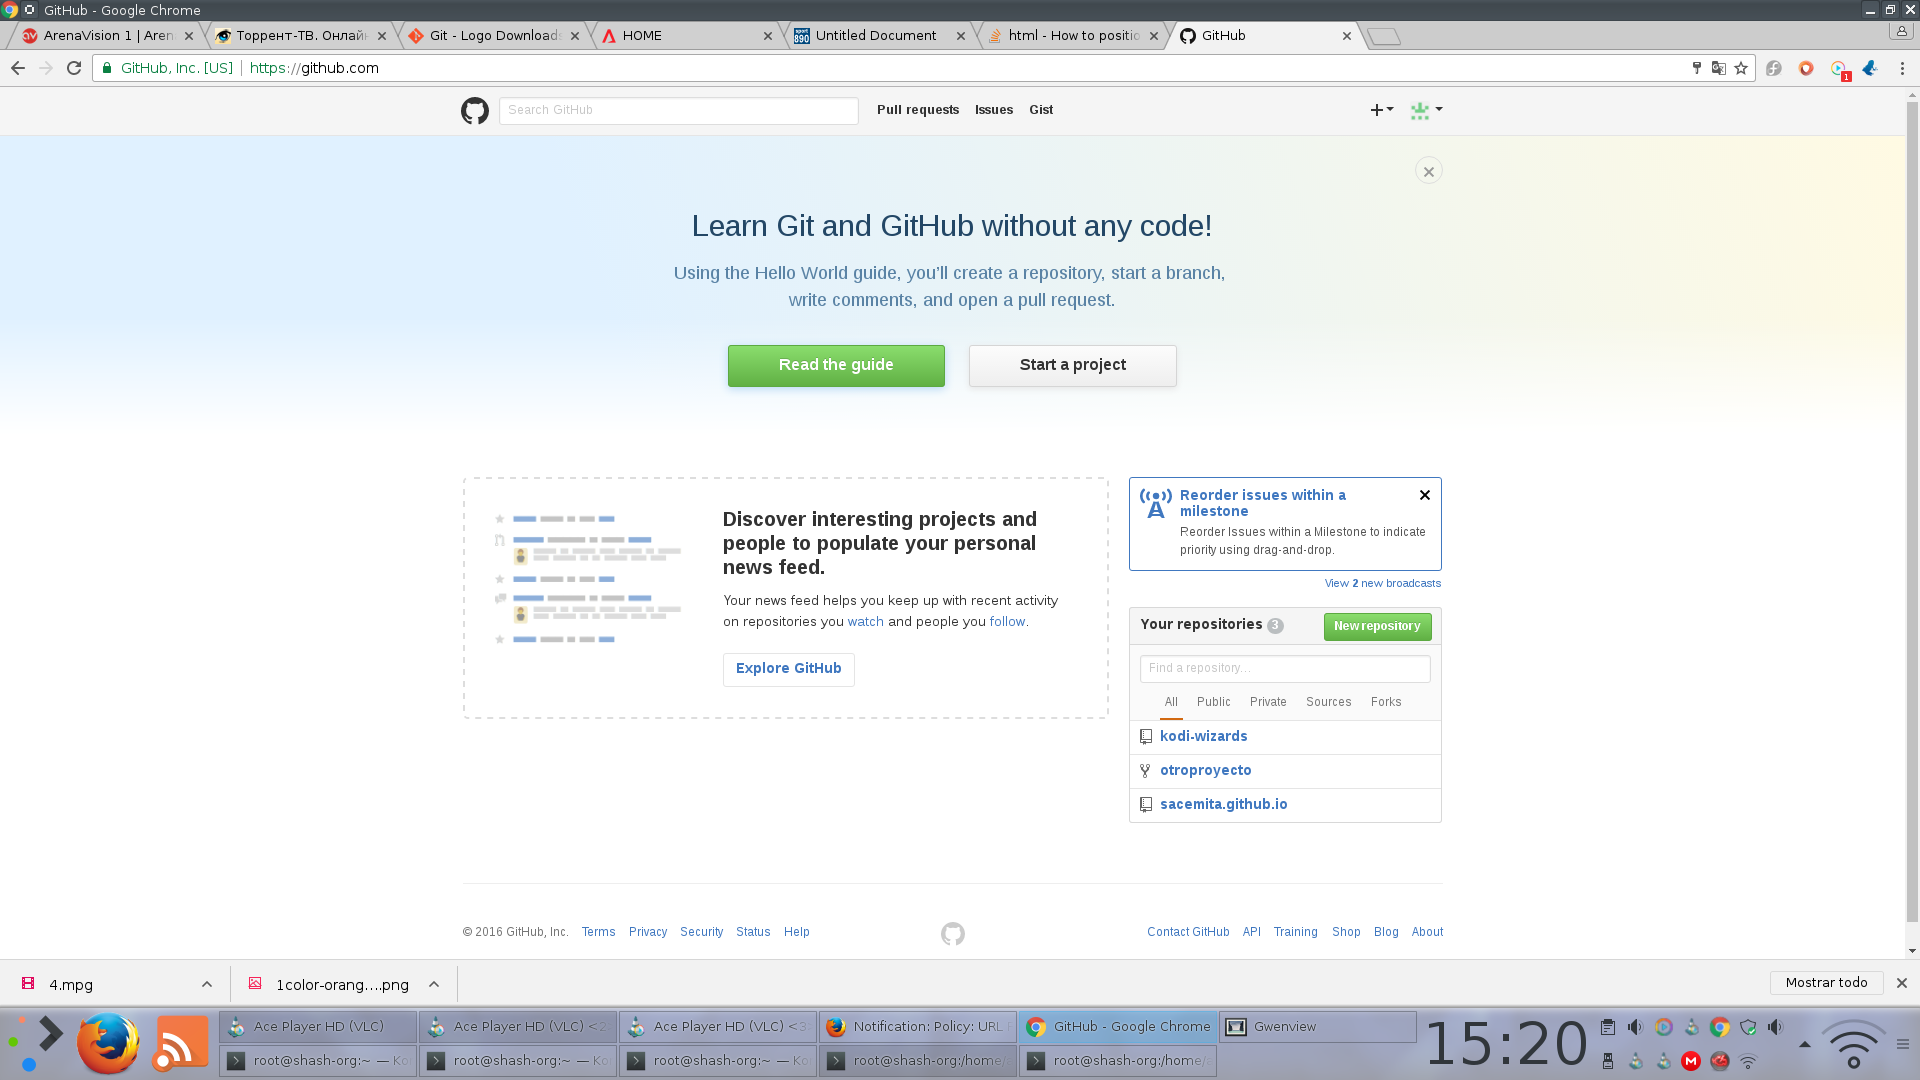 GitHub - Google Chrome
ArenaVision 1 | Aren
Торрент-ТВ. Онлайн
Git - Logo Downloads
HOME
Untitled Document
html - How to positio
GitHub
GitHub, Inc. [US] | https://github.com
Search GitHub
Pull requests Issues Gist
Learn Git and GitHub without any code!
Using the Hello World guide, you’ll create a repository, start a branch,
write comments, and open a pull request.
Read the guide
Start a project
Discover interesting projects and
people to populate your personal
news feed.
Your news feed helps you keep up with recent activity
on repositories you watch and people you follow.
Explore GitHub
Reorder issues within a
milestone
Reorder Issues within a Milestone to indicate
priority using drag-and-drop.
View 2 new broadcasts
Your repositories 3
New repository
Find a repository…
All Public Private Sources Forks
kodi-wizards
otroproyecto
sacemita.github.io
© 2016 GitHub, Inc. Terms Privacy Security Status Help
Contact GitHub API Training Shop Blog About
4.mpg
1color-orang....png
Mostrar todo
Ace Player HD (VLC)
Ace Player HD (VLC) <2
Ace Player HD (VLC) <3
Notification: Policy: URL
GitHub - Google Chrome
Gwenview
root@shash-org:~ — Ko
root@shash-org:~ — Ko
root@shash-org:~ — Ko
root@shash-org:/home/
root@shash-org:/home/
15:20